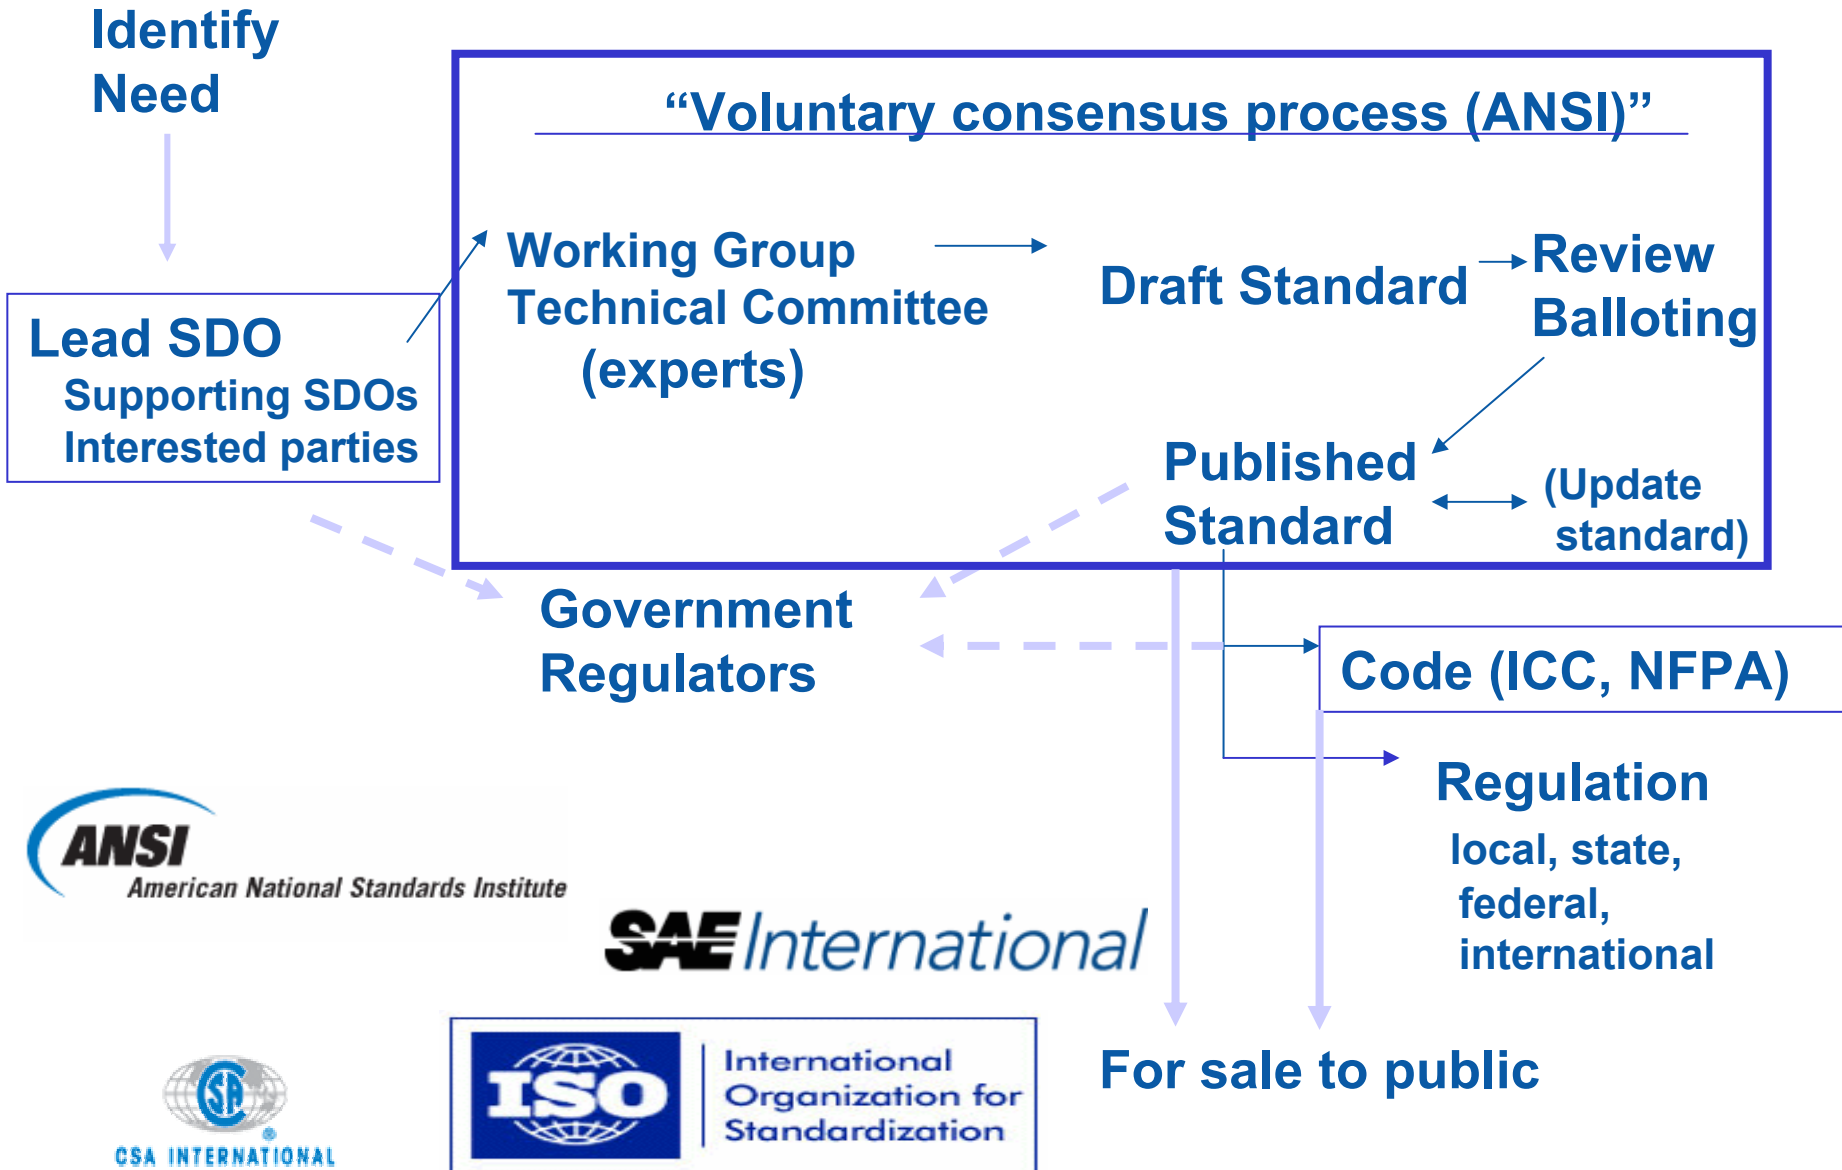 Identify
Need
“Voluntary consensus process (ANSI)”
Working Group
Technical Committee
(experts)
Draft Standard
Review
Balloting
Lead SDO
Supporting SDOs
Interested parties
Published
Standard
(Update
standard)
Government
Regulators
Code (ICC, NFPA)
Regulation
local, state,
federal,
international
For sale to public
ANSI
American National Standards Institute
SAE International
CSA
®
CSA INTERNATIONAL
ISO
International
Organization for
Standardization